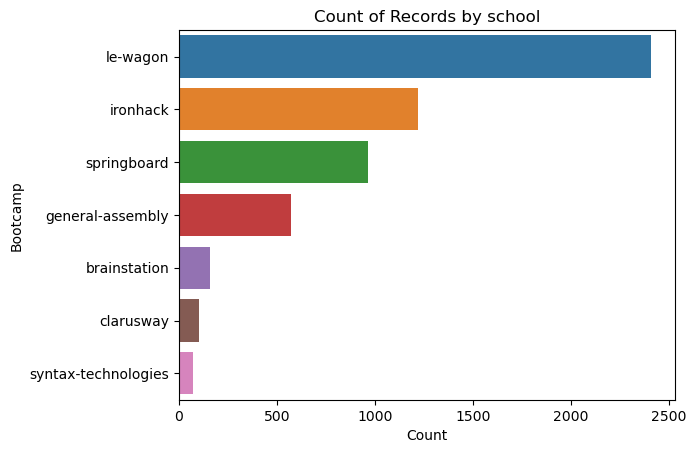 Count of Records by school
Bootcamp
le-wagon
ironhack
springboard
general-assembly
brainstation
clarusway
syntax-technologies
0 500 1000 1500 2000 2500
Count